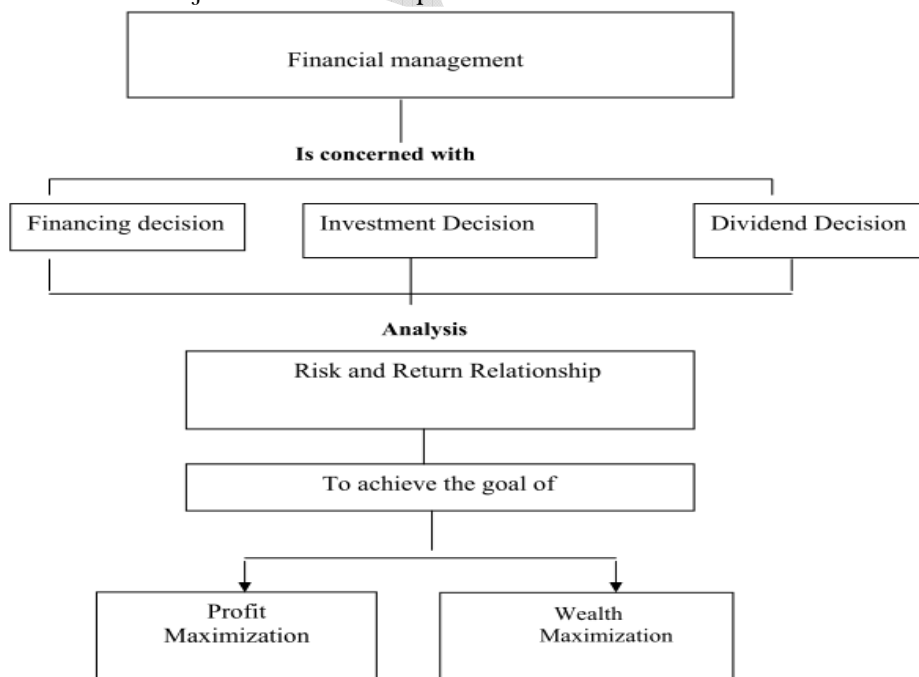 Financial management
Is concerned with
Financing decision
Investment Decision
Dividend Decision
Analysis
Risk and Return Relationship
To achieve the goal of
Profit
Maximization
Wealth
Maximization